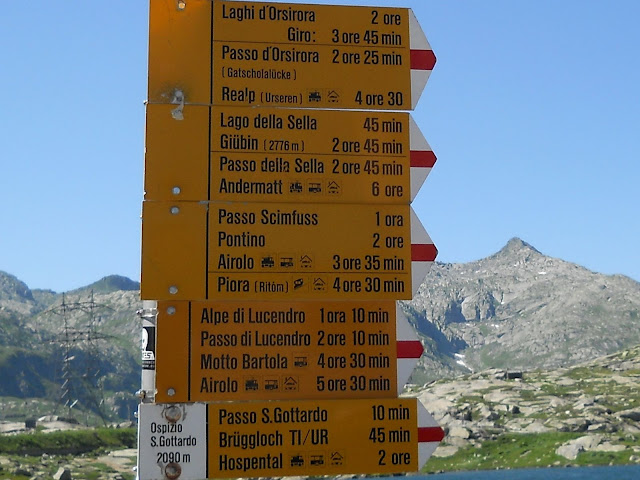 Laghi d'Orsirora 2 ore
Giro: 3 ore 45 min
Passo d'Orsirora 2 ore 25 min
(Gatscholalücke)
Realp (Urseren) 4 ore 30
Lago della Sella 45 min
Giübin (2776 m) 2 ore 45 min
Passo della Sella 2 ore 45 min
Andermatt 6 ore
Passo Scimfuss 1 ora
Pontino 2 ore
Airolo 3 ore 35 min
Piora (Ritóm) 4 ore 30 min
Alpe di Lucendro 1 ora 10 min
Passo di Lucendro 2 ore 10 min
Motto Bartola 4 ore 30 min
Airolo 5 ore 30 min
Ospizio
S.Gottardo
2090 m
Passo S.Gottardo 10 min
Brüggloch TI/UR 45 min
Hospental 2 ore